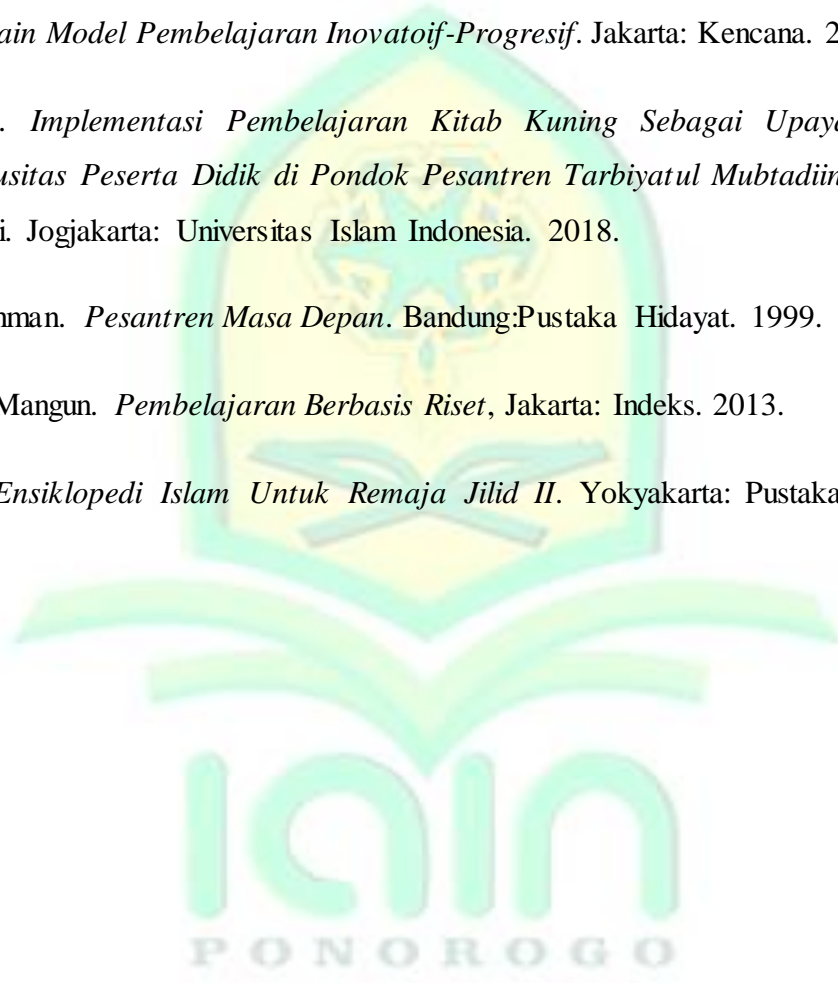 ain Model Pembelajaran Inovatoif-Progresif. Jakarta: Kencana. 2
. Implementasi Pembelajaran Kitab Kuning Sebagai Upaya
usitas Peserta Didik di Pondok Pesantren Tarbiyatul Mubtadiin
i. Jogjakarta: Universitas Islam Indonesia. 2018.
hman. Pesantren Masa Depan. Bandung:Pustaka Hidayat. 1999.
Mangun. Pembelajaran Berbasis Riset, Jakarta: Indeks. 2013.
Ensiklopedi Islam Untuk Remaja Jilid II. Yokyakarta: Pustaka
iain
PONOROGO